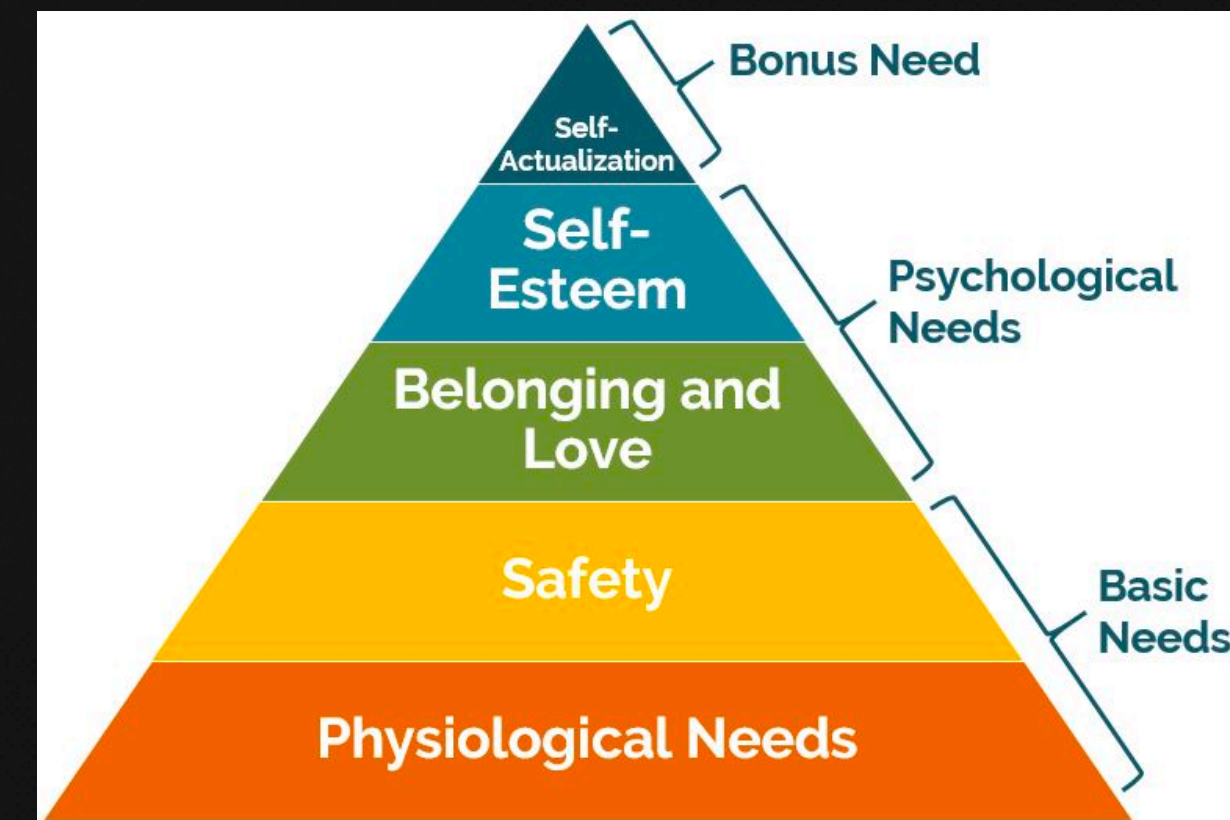 Bonus Need
Self-
Actualization
Self-
Esteem
Psychological
Needs
Belonging and
Love
Safety
Basic
Needs
Physiological Needs